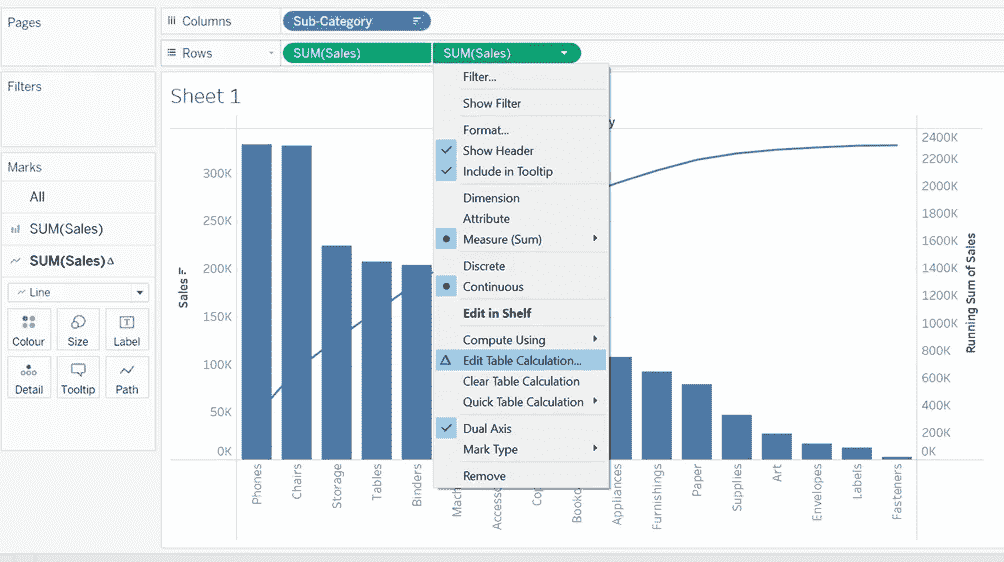 Pages
Columns
Sub-Category
Rows
SUM(Sales)
SUM(Sales)
Filters
Marks
All
SUM(Sales)
SUM(Sales)
Line
Colour
Size
Label
Detail
Tooltip
Path
Sheet 1
Filter...
Show Filter
Format...
Show Header
Include in Tooltip
Dimension
Attribute
Measure (Sum)
Discrete
Continuous
Edit in Shelf
Compute Using
Edit Table Calculation...
Clear Table Calculation
Quick Table Calculation
Dual Axis
Mark Type
Remove
Sales
300K
250K
200K
150K
100K
50K
0K
2400K
2200K
2000K
1800K
1600K
1400K
1200K
1000K
800K
600K
400K
200K
0K
Running Sum of Sales
Phones
Chairs
Storage
Tables
Binders
Mach
Accesso
Co
Booko
Appliances
Furnishings
Paper
Supplies
Art
Envelopes
Labels
Fasteners